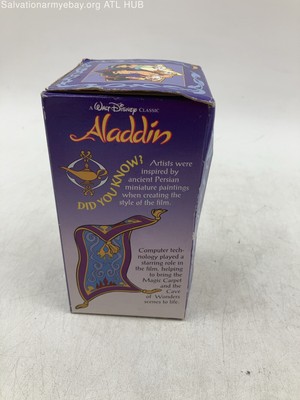 Salvationarmyebay.org ATL HUB
A WALT DISNEY CLASSIC
Aladdin
DID YOU KNOW?
Artists were
inspired by
ancient Persian
miniature paintings
when creating the
style of the film.
Computer tech-
nology played a
starring role in
the film, helping
to bring the
Magic Carpet
and the
Cave
of Wonders
scenes to life.